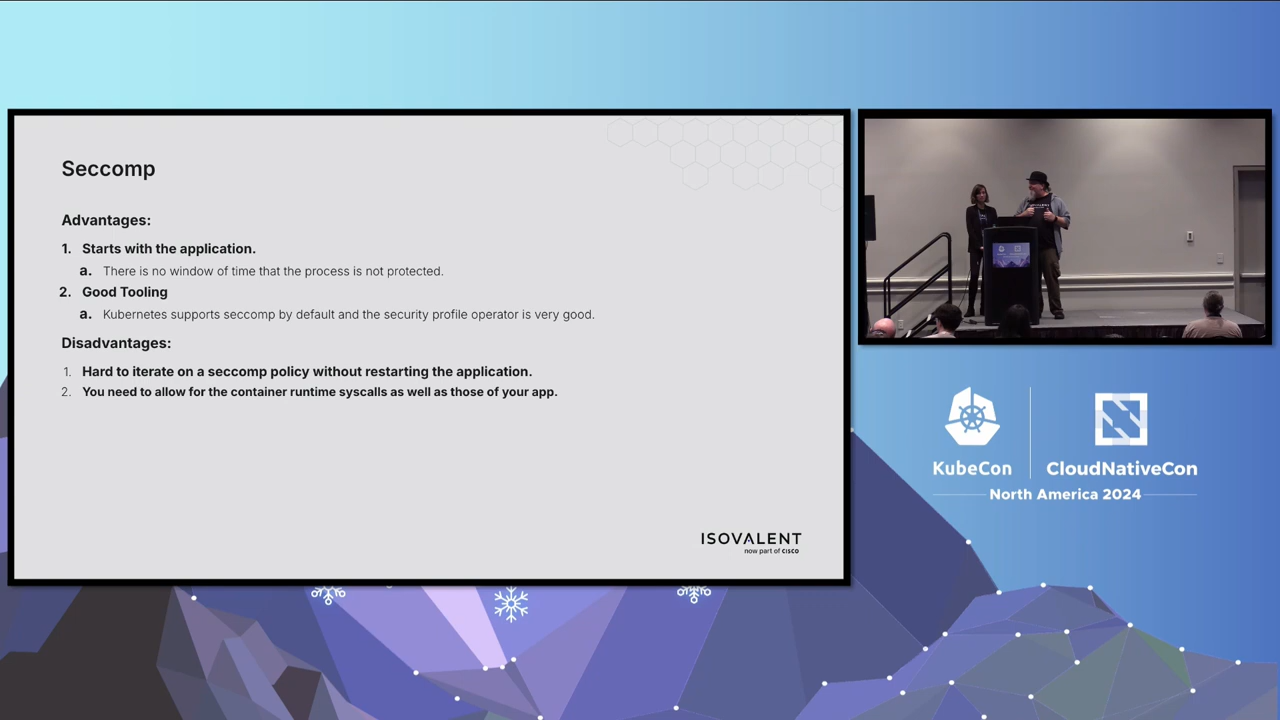 Seccomp
Advantages:
1. Starts with the application.
a. There is no window of time that the process is not protected.
2. Good Tooling
a. Kubernetes supports seccomp by default and the security profile operator is very good.
Disadvantages:
1. Hard to iterate on a seccomp policy without restarting the application.
2. You need to allow for the container runtime syscalls as well as those of your app.
ISOVALENT
now part of CISCO
KubeCon
CloudNativeCon
North America 2024